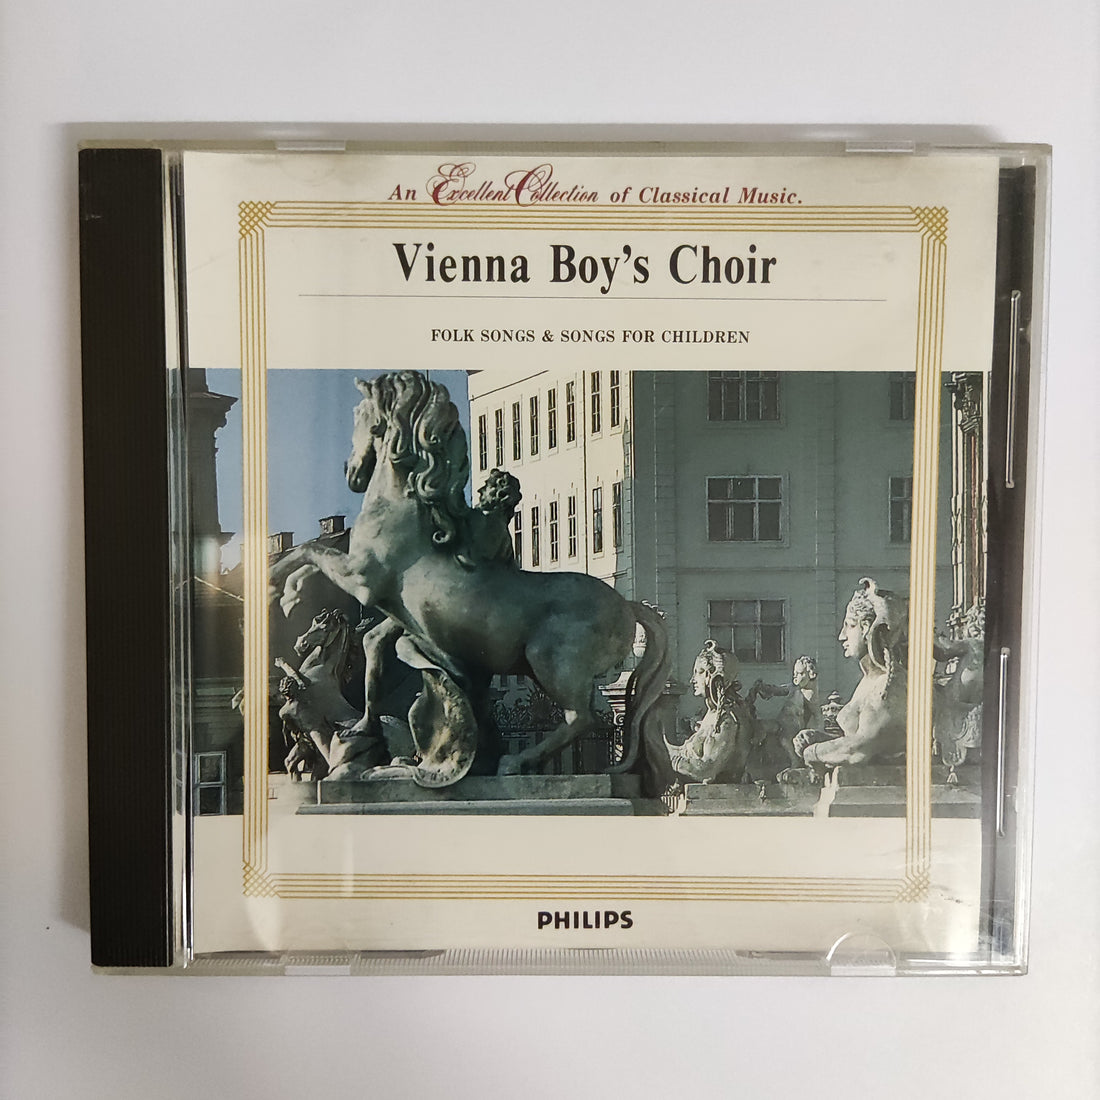 An Excellent Collection of Classical Music.
Vienna Boy's Choir
FOLK SONGS & SONGS FOR CHILDREN
PHILIPS